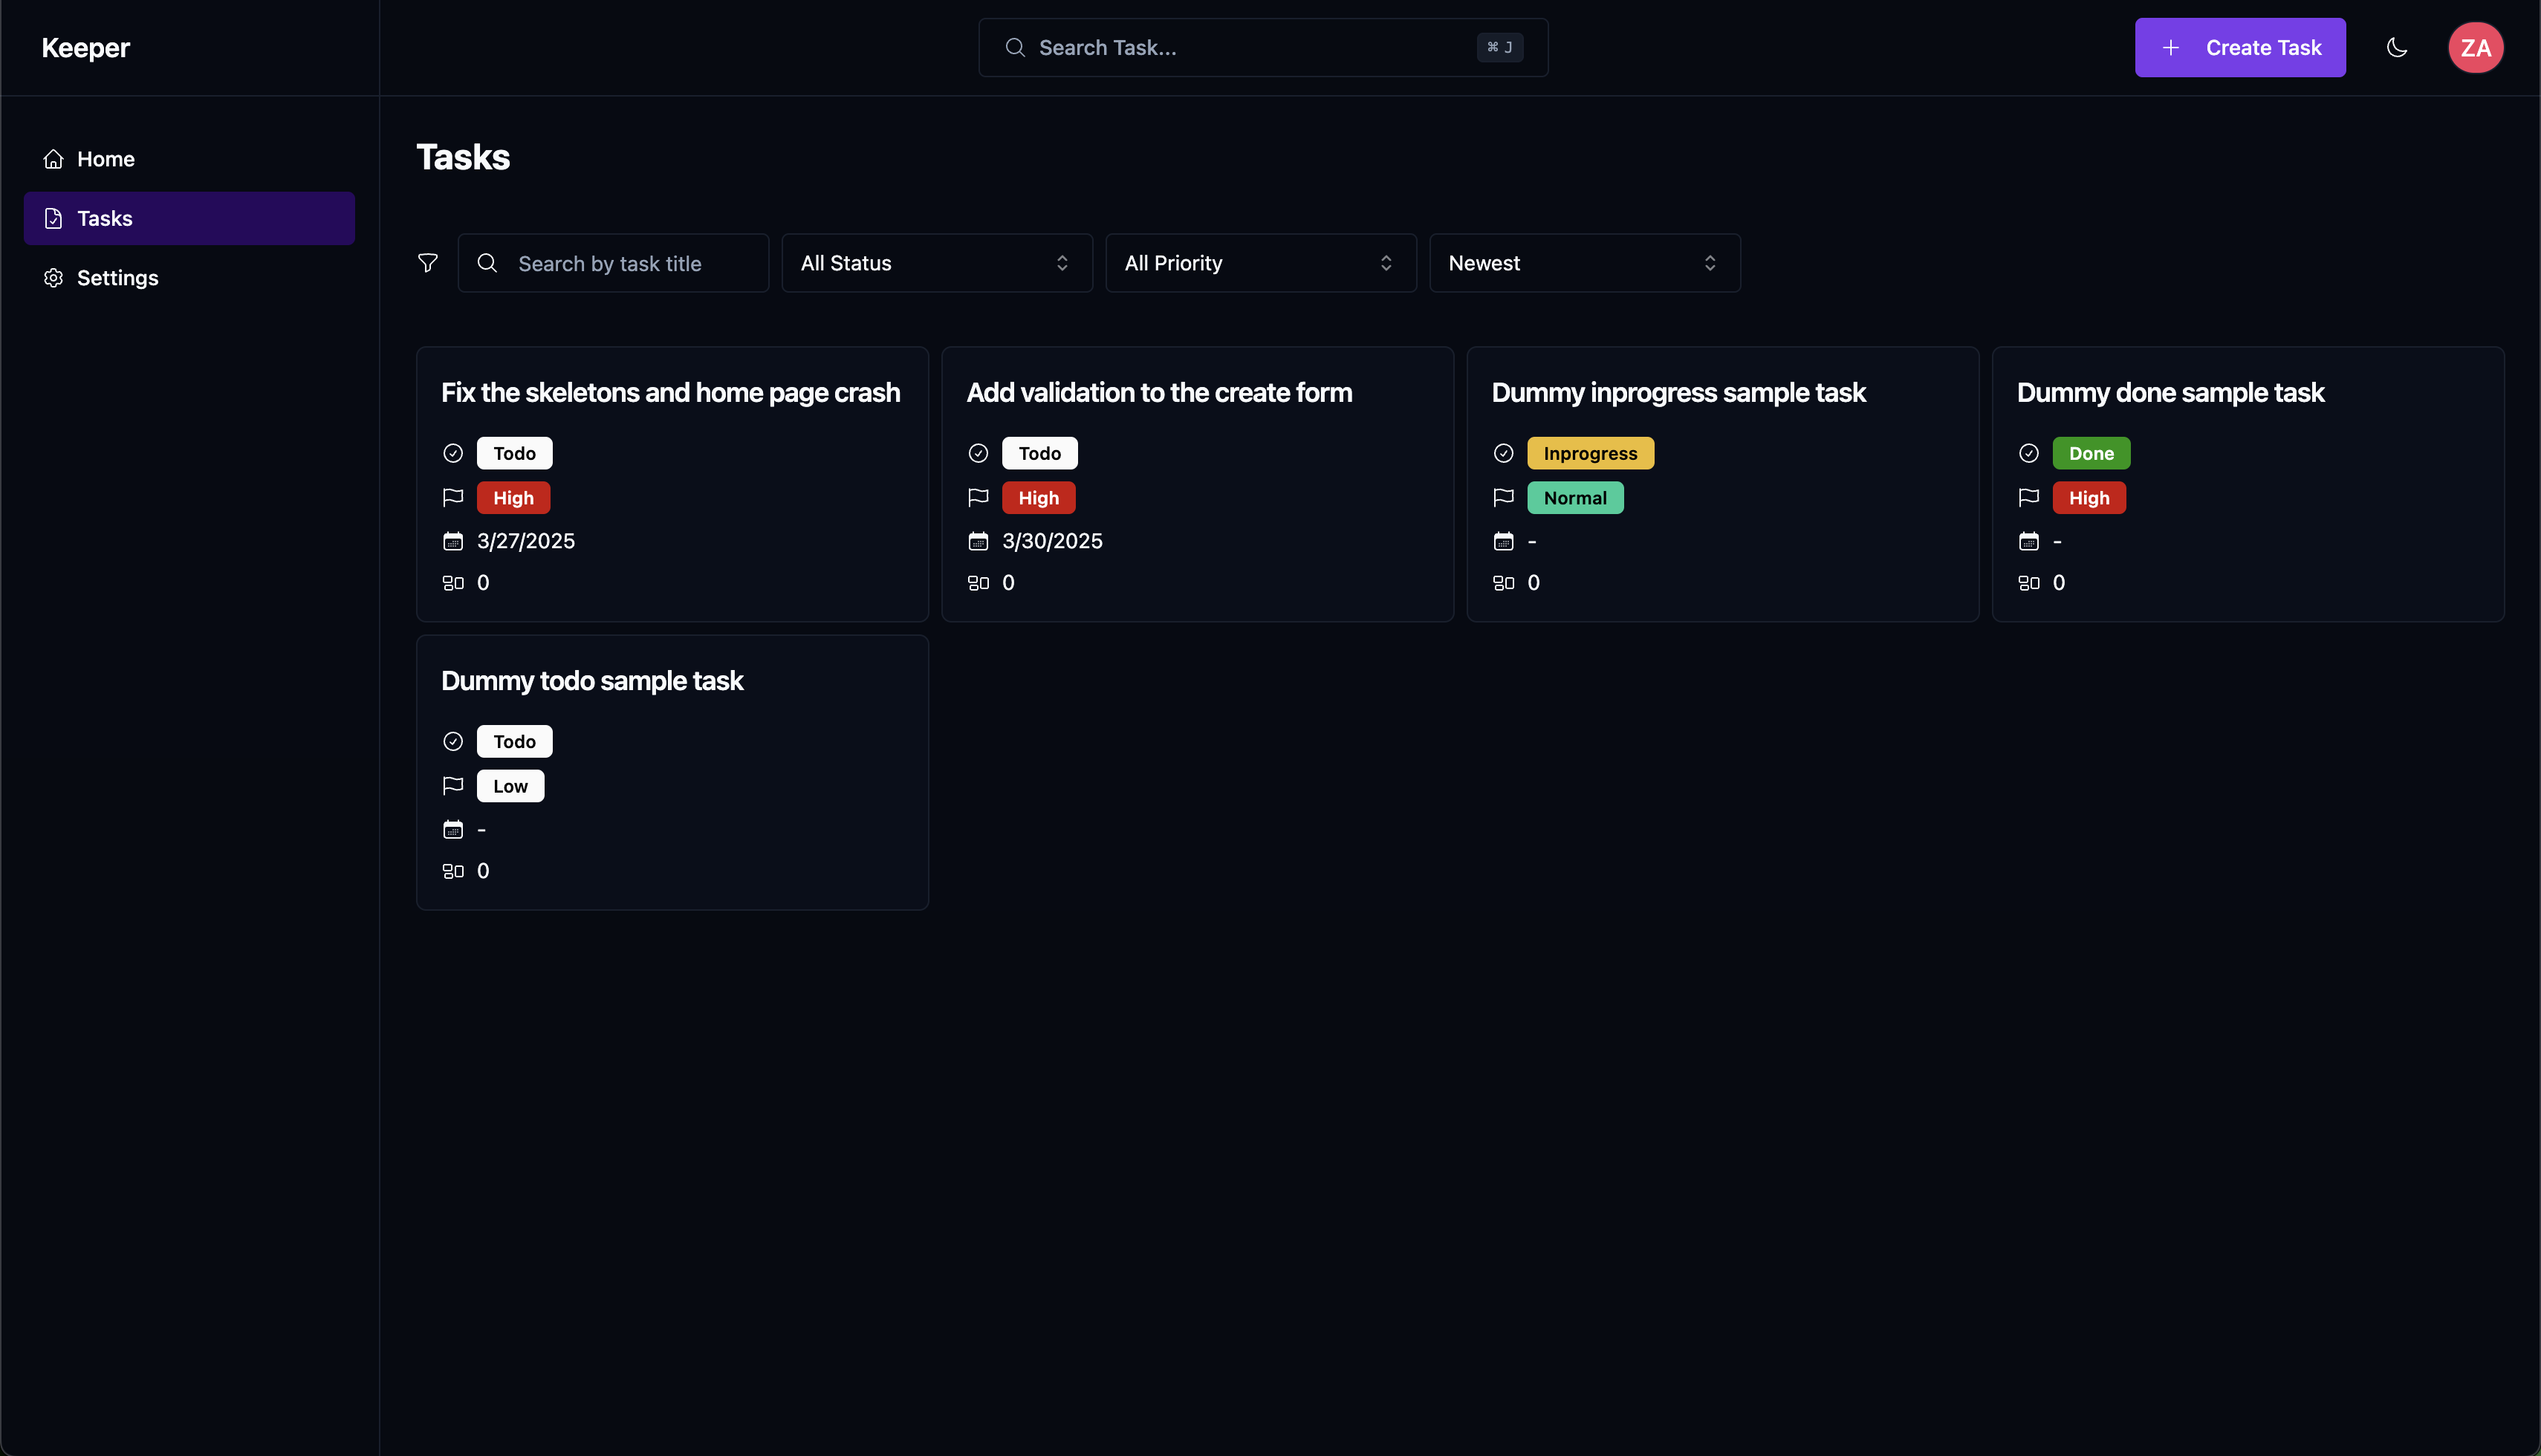 Keeper
Search Task...
⌘ J
Create Task
ZA
Home
Tasks
Settings
Tasks
Search by task title
All Status
All Priority
Newest
Fix the skeletons and home page crash
Todo
High
3/27/2025
0
Add validation to the create form
Todo
High
3/30/2025
0
Dummy inprogress sample task
Inprogress
Normal
-
0
Dummy done sample task
Done
High
-
0
Dummy todo sample task
Todo
Low
-
0